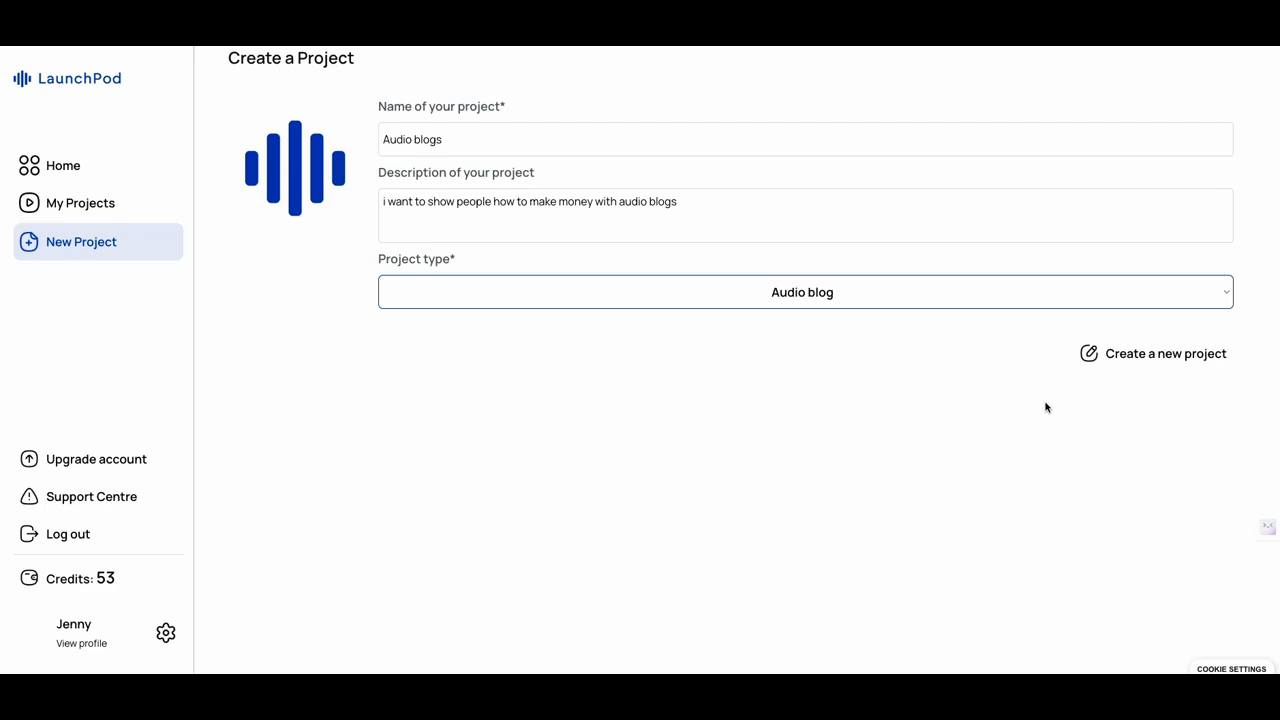 LaunchPod
Home
My Projects
New Project
Upgrade account
Support Centre
Log out
Credits: 53
Jenny
View profile
Create a Project
Name of your project*
Audio blogs
Description of your project
i want to show people how to make money with audio blogs
Project type*
Audio blog
Create a new project
COOKIE SETTINGS